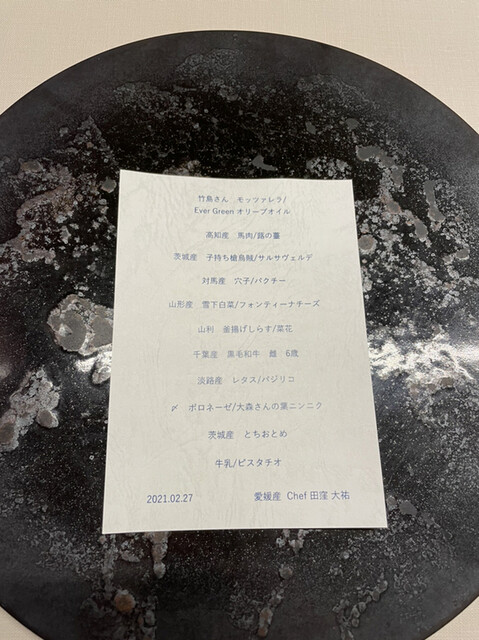 竹島さん モッツァレラ/
Ever Green オリーブオイル
高知産 馬肉/蕗の薹
茨城産 子持ち槍烏賊/サルサヴェルデ
対馬産 穴子/パクチー
山形産 雪下白菜/フォンティーナチーズ
山利 釜揚げしらす/菜花
千葉産 黒毛和牛 雌 6歳
淡路産 レタス/バジリコ
〆 ボロネーゼ/大森さんの黒ニンニク
茨城産 とちおとめ
牛乳/ピスタチオ
2021.02.27 愛媛産 Chef 田窪 大祐